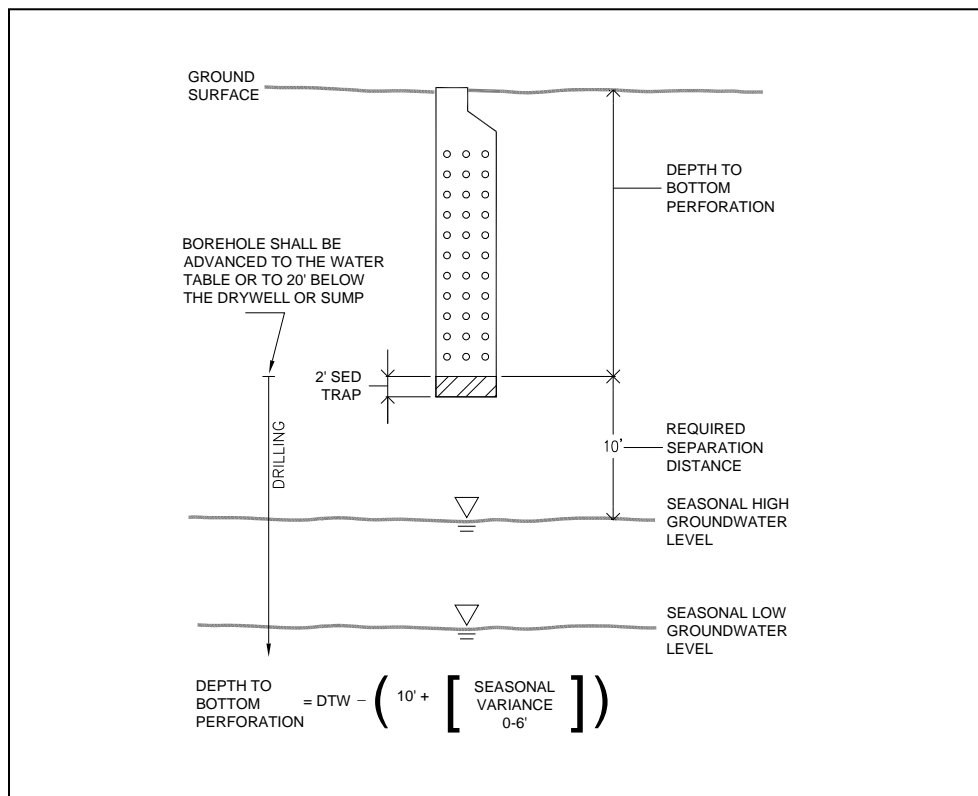 GROUND
SURFACE
DEPTH TO
BOTTOM
PERFORATION
BOREHOLE SHALL BE
ADVANCED TO THE WATER
TABLE OR TO 20' BELOW
THE DRYWELL OR SUMP
2' SED
TRAP
DRILLING
10'
REQUIRED
SEPARATION
DISTANCE
SEASONAL HIGH
GROUNDWATER
LEVEL
SEASONAL LOW
GROUNDWATER
LEVEL
DEPTH TO
BOTTOM
PERFORATION
= DTW – ( 10' + [ SEASONAL
VARIANCE
0-6' ] )